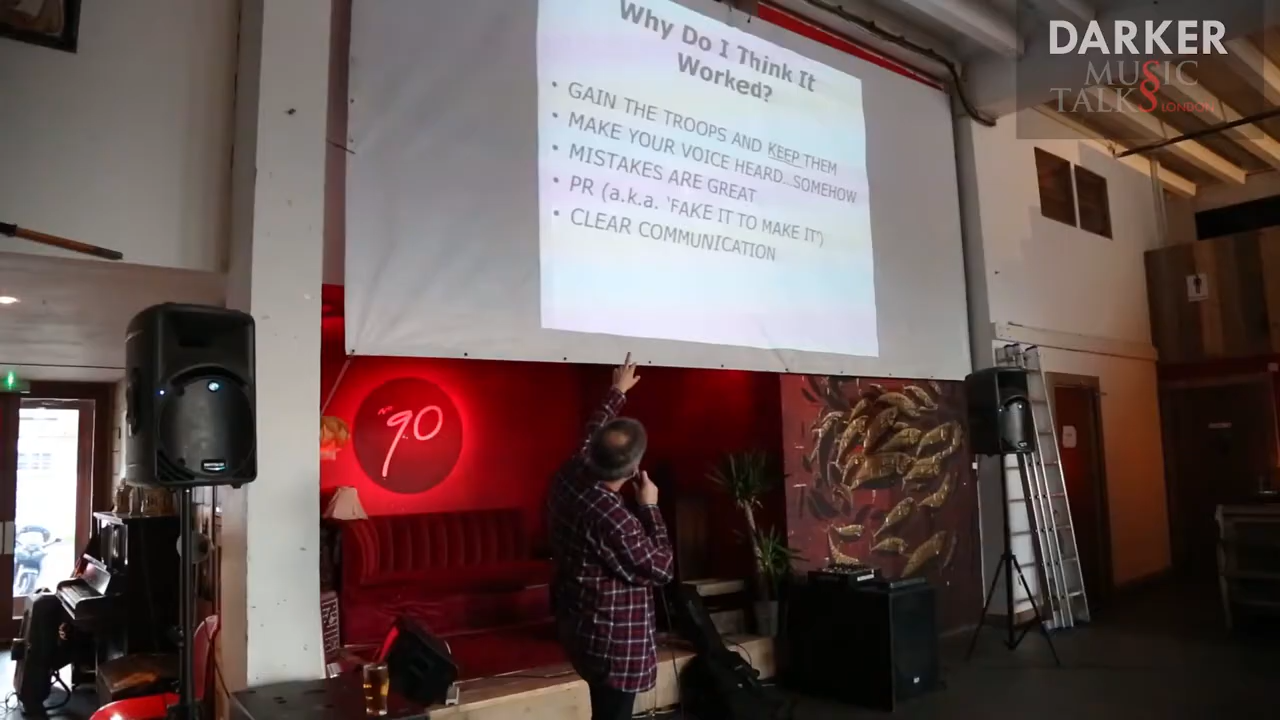 Why Do I Think It
Worked?
• GAIN THE TROOPS AND KEEP THEM
• MAKE YOUR VOICE HEARD...SOMEHOW
• MISTAKES ARE GREAT
• PR (a.k.a. 'FAKE IT TO MAKE IT')
• CLEAR COMMUNICATION
DARKER
MUSIC
TALKS LONDON
Nº90